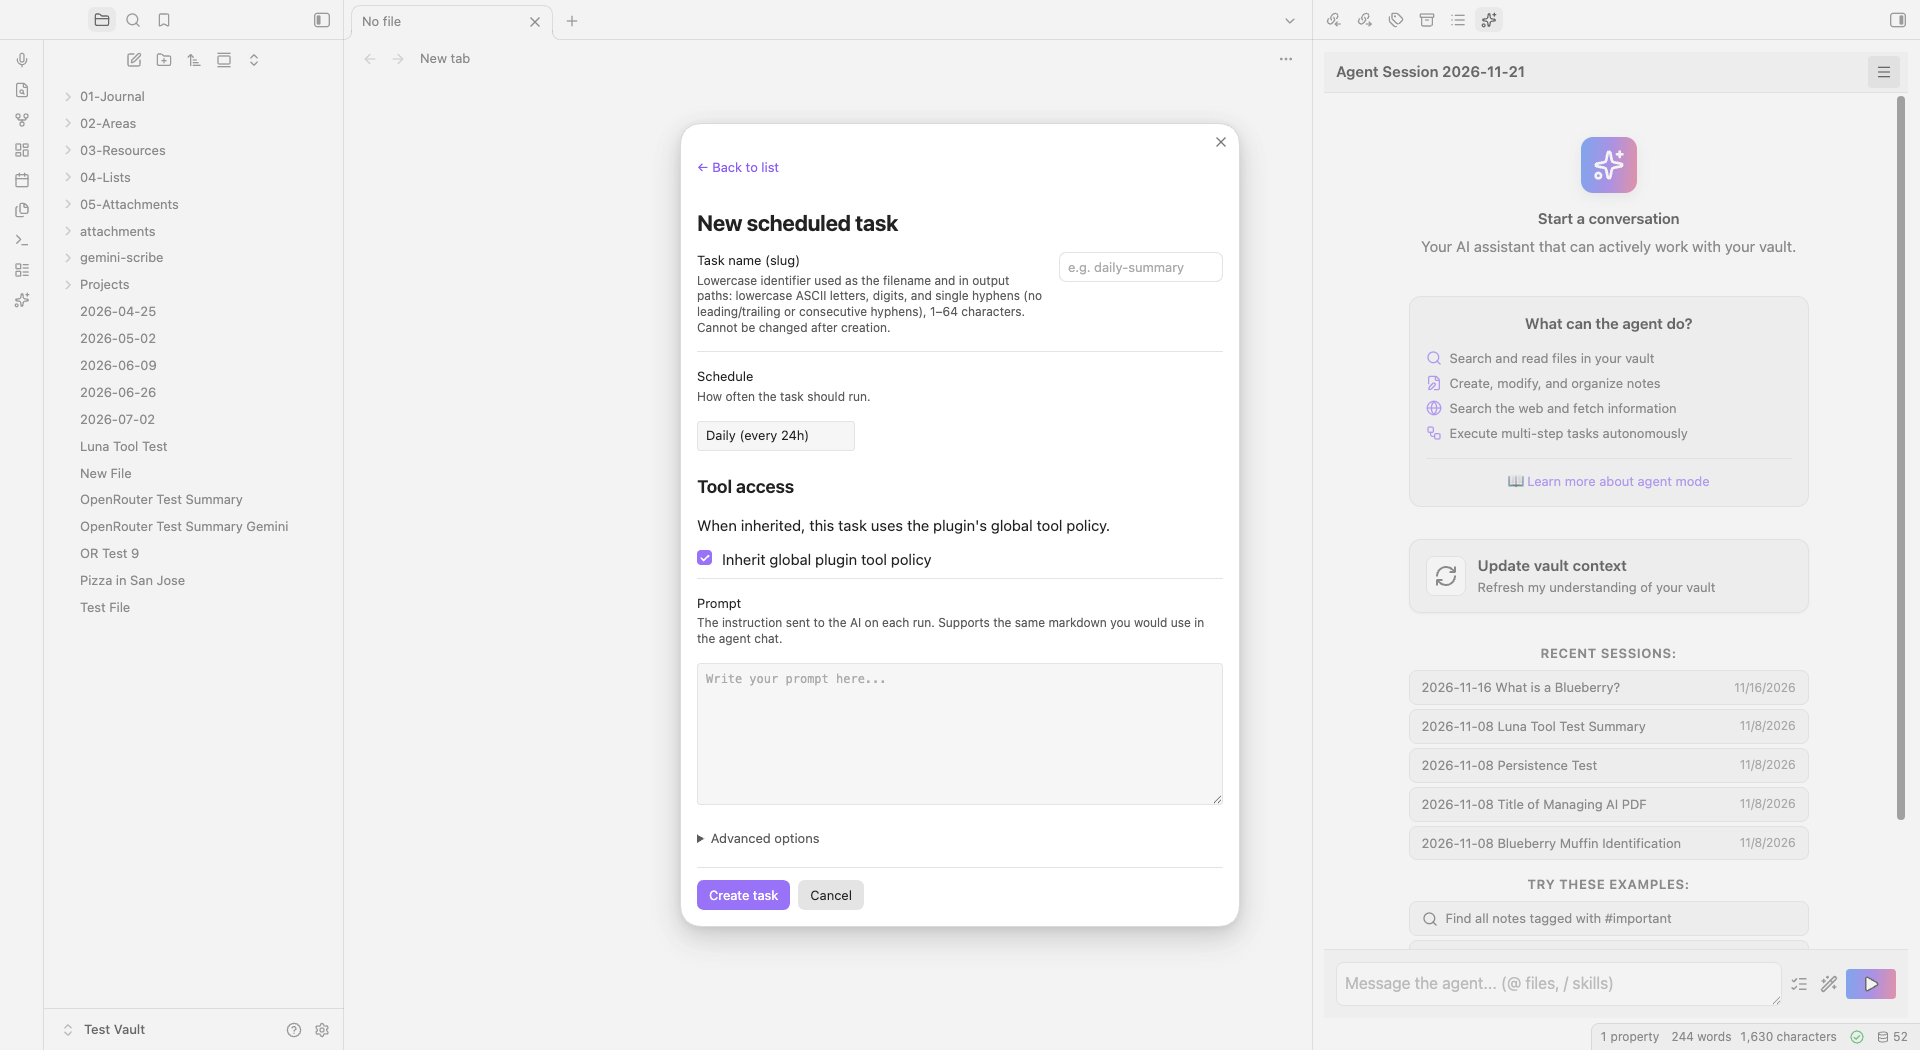 No file
New tab
01-Journal
02-Areas
03-Resources
04-Lists
05-Attachments
attachments
gemini-scribe
Projects
2026-04-25
2026-05-02
2026-06-09
2026-06-26
2026-07-02
Luna Tool Test
New File
OpenRouter Test Summary
OpenRouter Test Summary Gemini
OR Test 9
Pizza in San Jose
Test File
Test Vault
← Back to list
New scheduled task
Task name (slug)
Lowercase identifier used as the filename and in output
paths: lowercase ASCII letters, digits, and single hyphens (no
leading/trailing or consecutive hyphens), 1–64 characters.
Cannot be changed after creation.
e.g. daily-summary
Schedule
How often the task should run.
Daily (every 24h)
Tool access
When inherited, this task uses the plugin's global tool policy.
Inherit global plugin tool policy
Prompt
The instruction sent to the AI on each run. Supports the same markdown you would use in
the agent chat.
Write your prompt here...
Advanced options
Create task
Cancel
Agent Session 2026-11-21
Start a conversation
Your AI assistant that can actively work with your vault.
What can the agent do?
Search and read files in your vault
Create, modify, and organize notes
Search the web and fetch information
Execute multi-step tasks autonomously
📖 Learn more about agent mode
Update vault context
Refresh my understanding of your vault
RECENT SESSIONS:
2026-11-16 What is a Blueberry? 11/16/2026
2026-11-08 Luna Tool Test Summary 11/8/2026
2026-11-08 Persistence Test 11/8/2026
2026-11-08 Title of Managing AI PDF 11/8/2026
2026-11-08 Blueberry Muffin Identification 11/8/2026
TRY THESE EXAMPLES:
Find all notes tagged with #important
Message the agent... (@ files, / skills)
1 property 244 words 1,630 characters 52